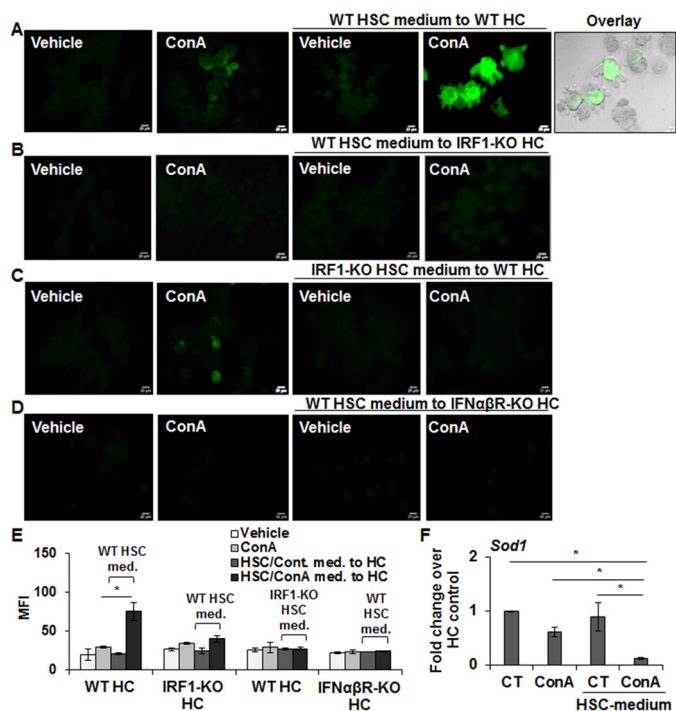 WT HSC medium to WT HC Overlay
A Vehicle ConA Vehicle ConA
WT HSC medium to IRF1-KO HC
B Vehicle ConA Vehicle ConA
IRF1-KO HSC medium to WT HC
C Vehicle ConA Vehicle ConA
WT HSC medium to IFNαβR-KO HC
D Vehicle ConA Vehicle ConA
E
Vehicle
ConA
HSC/Cont. med. to HC
HSC/ConA med. to HC
MFI
150
100
50
0
WT HSC
med.
*
WT HSC
med.
IRF1-KO
HSC
med.
WT
HSC
med.
WT HC IRF1-KO WT HC IFNαβR-KO
HC HC
F
Sod1
Fold change over
HC control
2
1
0
*
*
*
CT ConA CT ConA
HSC-medium